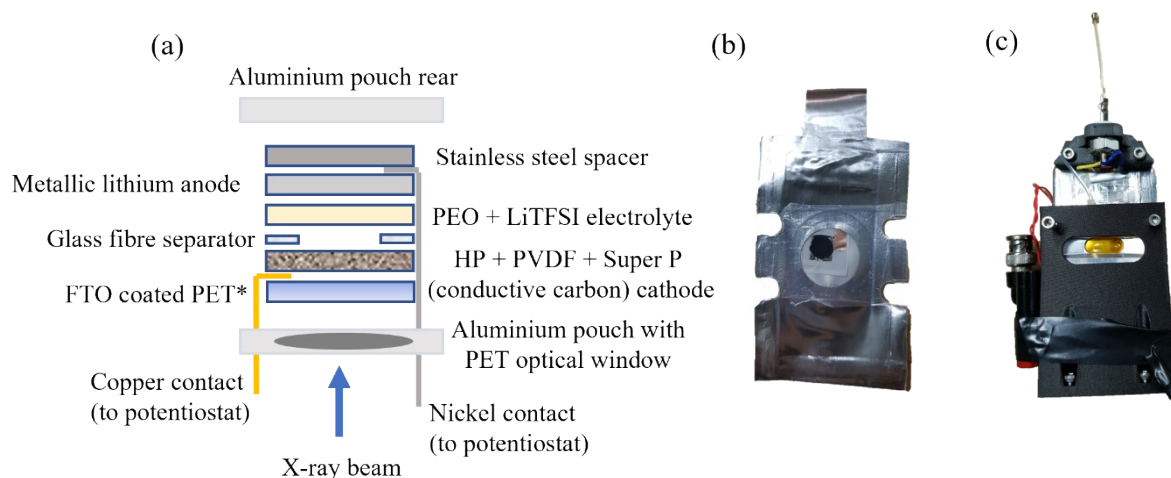 (a)
Aluminium pouch rear
Stainless steel spacer
Metallic lithium anode
PEO + LiTFSI electrolyte
Glass fibre separator
HP + PVDF + Super P
(conductive carbon) cathode
FTO coated PET*
Aluminium pouch with
PET optical window
Copper contact
(to potentiostat)
Nickel contact
(to potentiostat)
X-ray beam
(b)
(c)